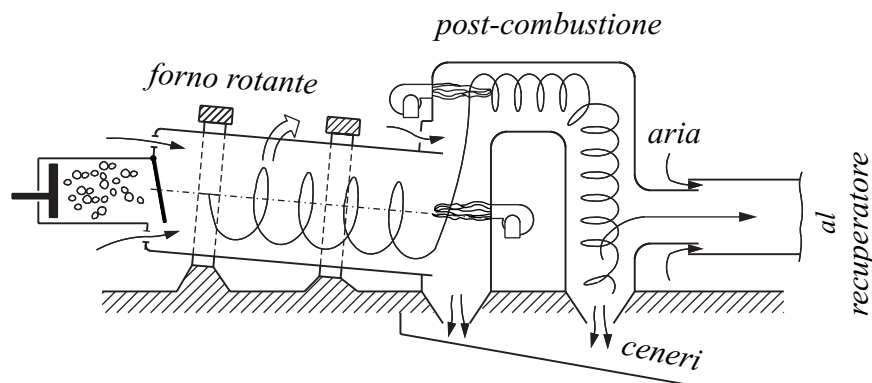 post-combustione
forno rotante
aria
al
recuperatore
ceneri